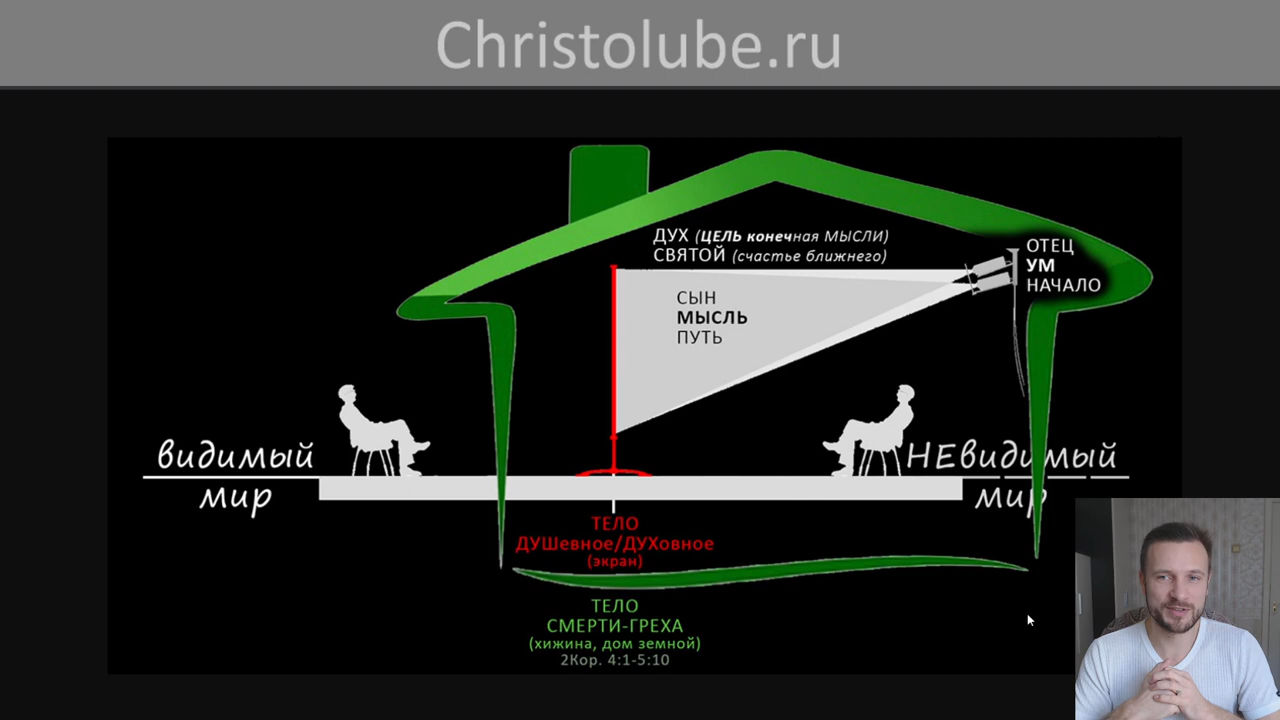 Christolube.ru
ДУХ (ЦЕЛЬ конечная МЫСЛИ)
СВЯТОЙ (счастье ближнего)
ОТЕЦ
УМ
НАЧАЛО
СЫН
МЫСЛЬ
ПУТЬ
видимый
мир
НЕвидимый
мир
ТЕЛО
ДУШевное/ДУХовное
(экран)
ТЕЛО
СМЕРТИ-ГРЕХА
(хижина, дом земной)
2Кор. 4:1-5:10